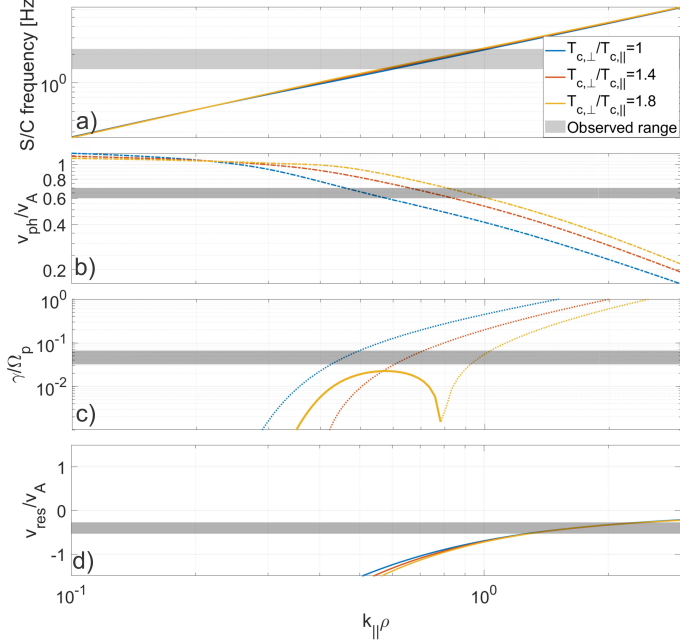 S/C frequency [Hz]
10⁰
a)
T_{c,⊥}/T_{c,||}=1
T_{c,⊥}/T_{c,||}=1.4
T_{c,⊥}/T_{c,||}=1.8
Observed range
v_{ph}/v_A
1
0.6
0.4
0.2
b)
γ/Ω_p
10⁰
10⁻¹
10⁻²
c)
v_{res}/v_A
1
0
-1
d)
10⁻¹
10⁰
k_{||}ρ